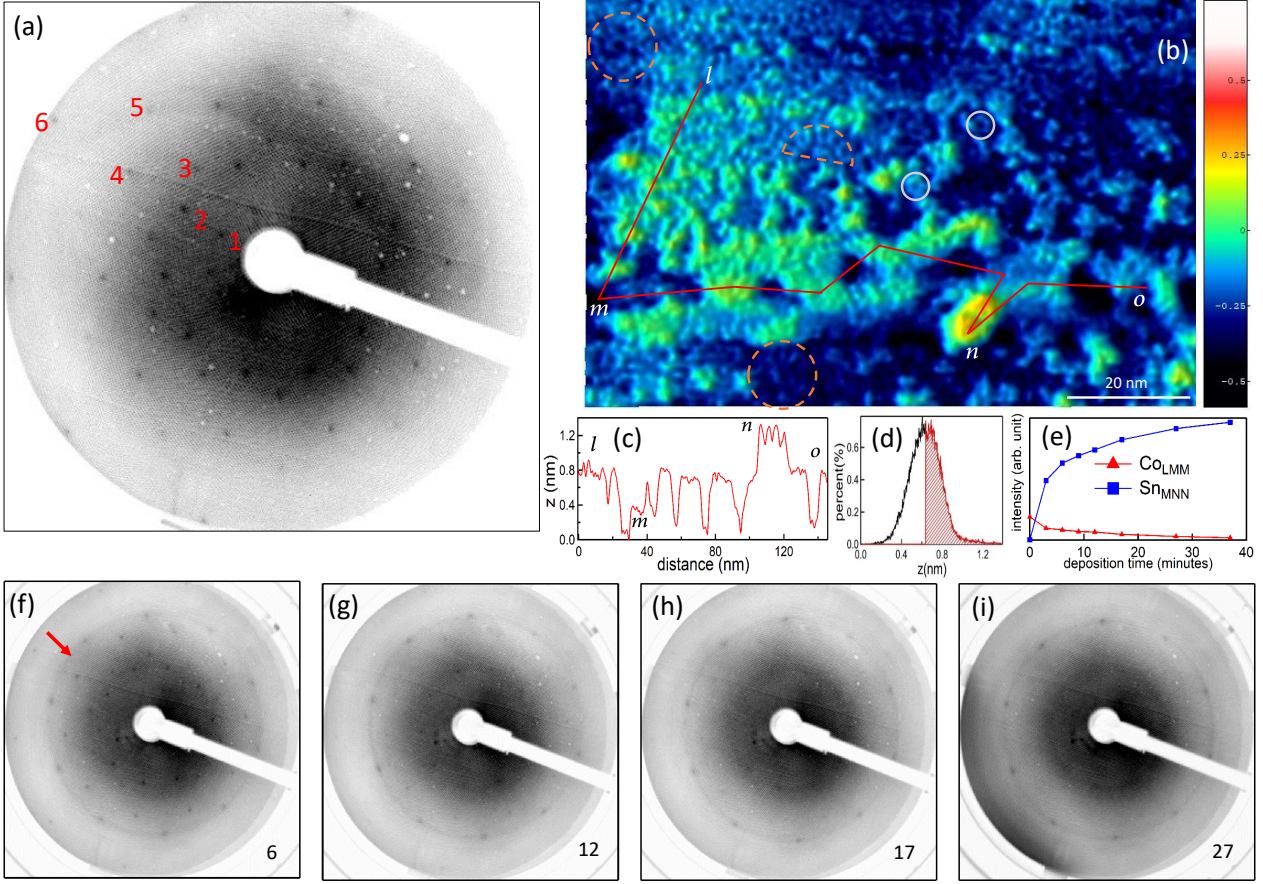 (a)
6
5
4
3
2
1
(b)
l
m
n
o
20 nm
0.5
0.25
0
−0.25
−0.5
(c)
l
m
n
o
z (nm)
1.2
0.8
0.4
0.0
0 40 80 120
distance (nm)
(d)
percent(%)
0.6
0.4
0.2
0.0
0.0 0.4 0.8 1.2
z(nm)
(e)
intensity (arb. unit)
CoLMM
SnMNN
0 10 20 30 40
deposition time (minutes)
(f)
6
(g)
12
(h)
17
(i)
27